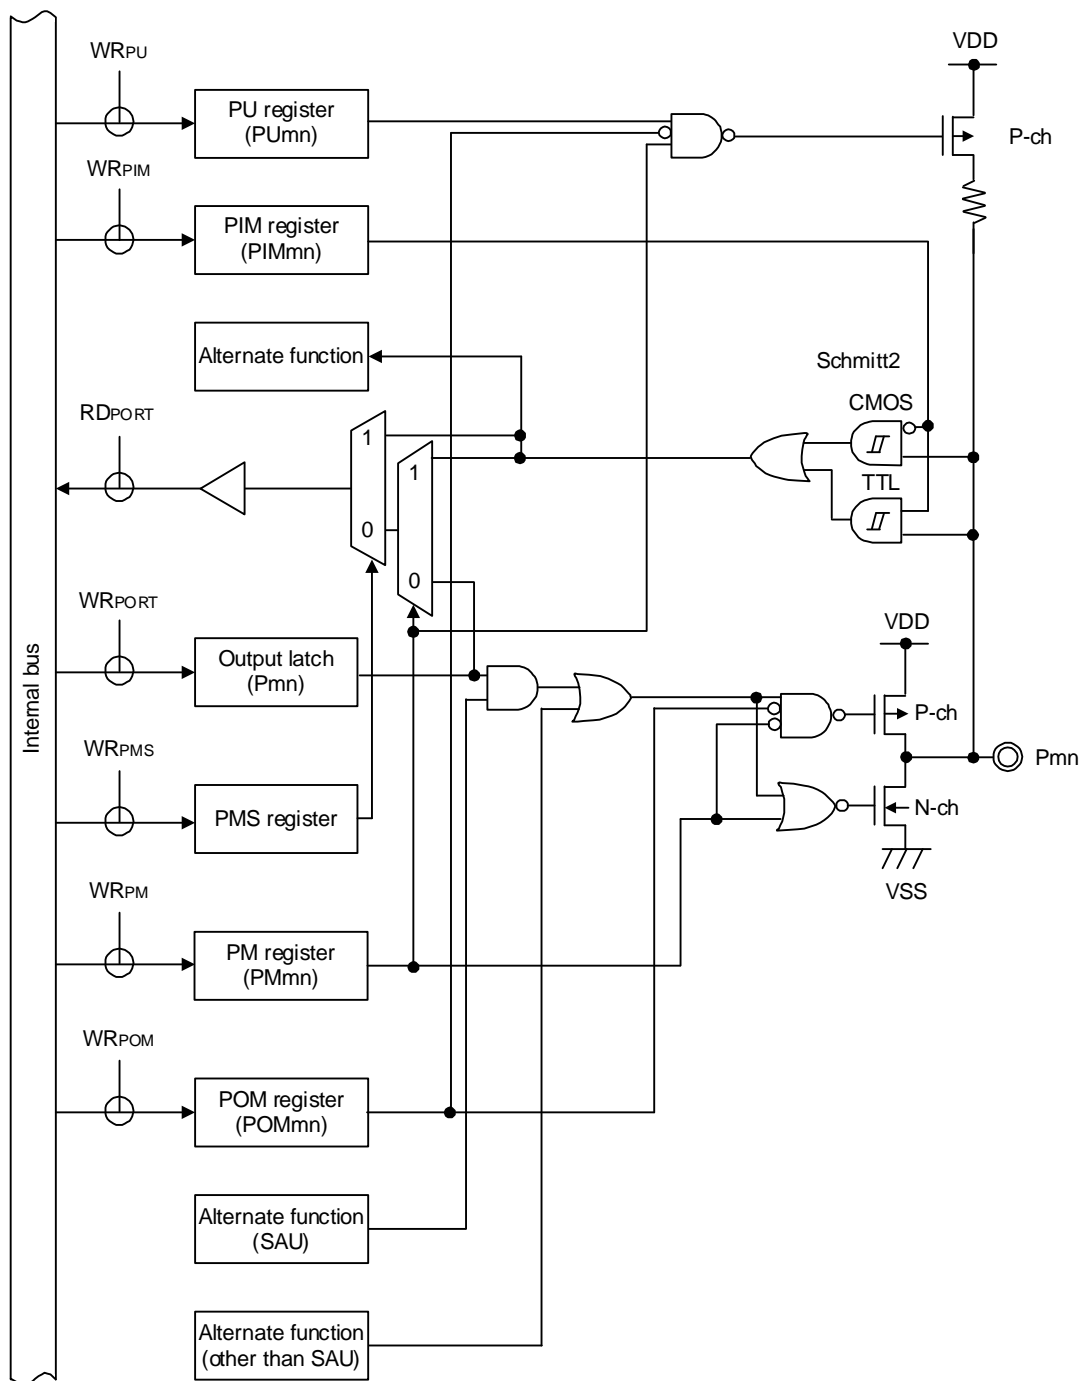 WRPU
VDD
PU register
(PUmn)
P-ch
WRPIM
PIM register
(PIMmn)
Alternate function
Schmitt2
CMOS
RDPORT
1
1
TTL
0
0
WRPORT
VDD
Output latch
(Pmn)
P-ch
Internal bus
WRPMS
Pmn
PMS register
N-ch
VSS
WRPM
PM register
(PMmn)
WRPOM
POM register
(POMmn)
Alternate function
(SAU)
Alternate function
(other than SAU)